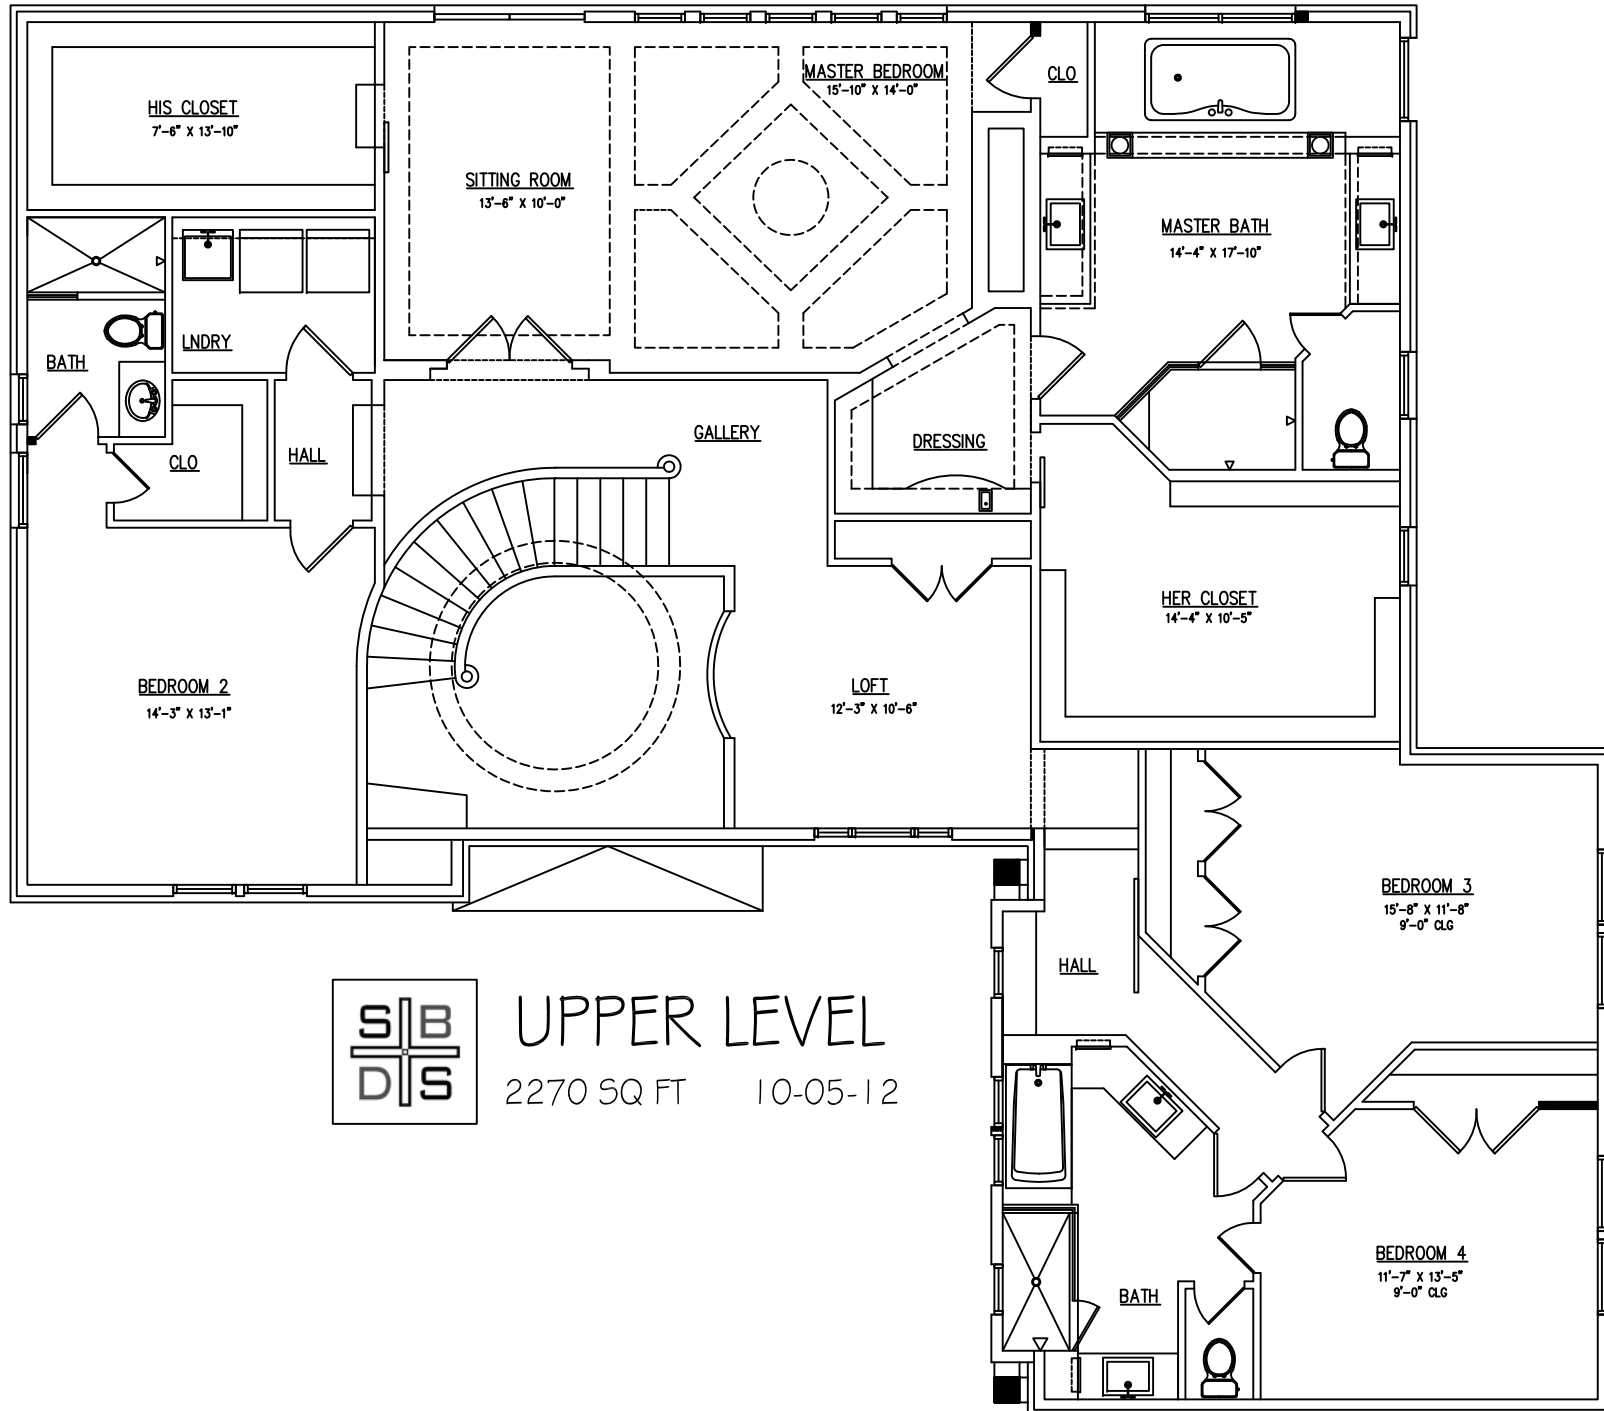 HIS CLOSET
7'-6" X 13'-10"
SITTING ROOM
13'-6" X 10'-0"
MASTER BEDROOM
15'-10" X 14'-0"
CLO
MASTER BATH
14'-4" X 17'-10"
LNDRY
BATH
CLO
HALL
GALLERY
DRESSING
HER CLOSET
14'-4" X 10'-5"
BEDROOM 2
14'-3" X 13'-1"
LOFT
12'-3" X 10'-6"
BEDROOM 3
15'-8" X 11'-8"
9'-0" CLG
HALL
SB
DS
UPPER LEVEL
2270 SQ FT 10-05-12
BEDROOM 4
11'-7" X 13'-5"
9'-0" CLG
BATH